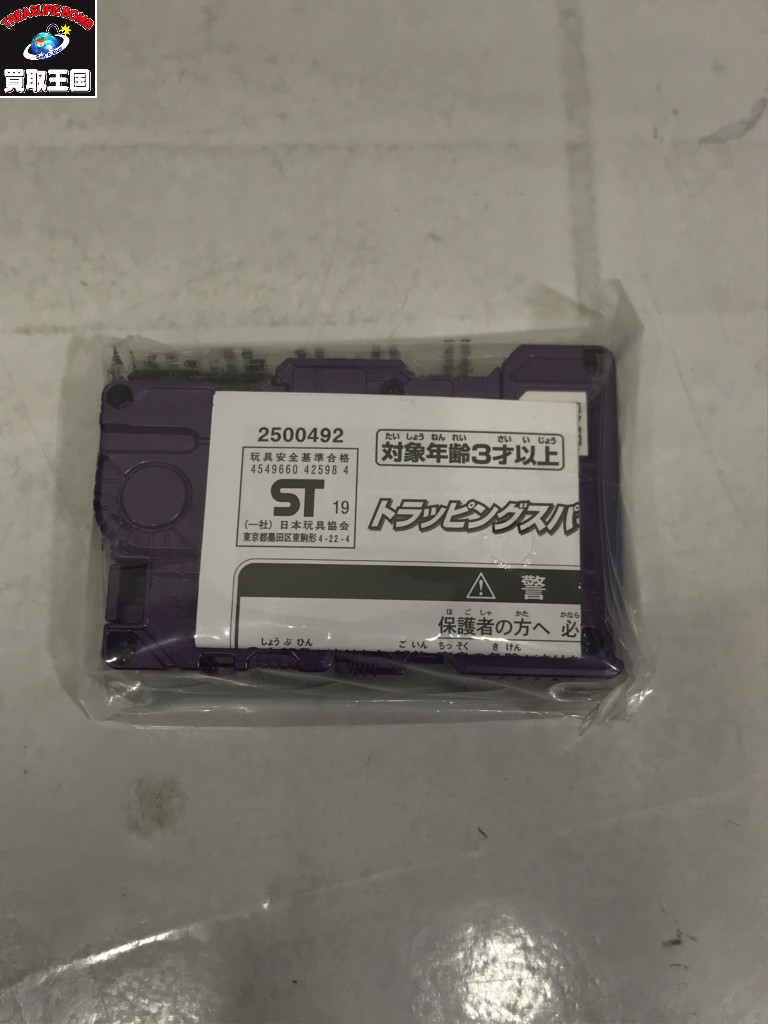 TREASURE BOMB
買取王国
2500492
玩具安全基準合格
4549660 42598 4
ST 19
(一社)日本玩具協会
東京都墨田区東駒形4-22-4
たい しょう ねん れい さい い じょう
対象年齢3才以上
トラッピングスパ
警
ほ ご しゃ かた かなら
保護者の方へ 必
しょう ぶ ひん ご いん ちっ そく き けん